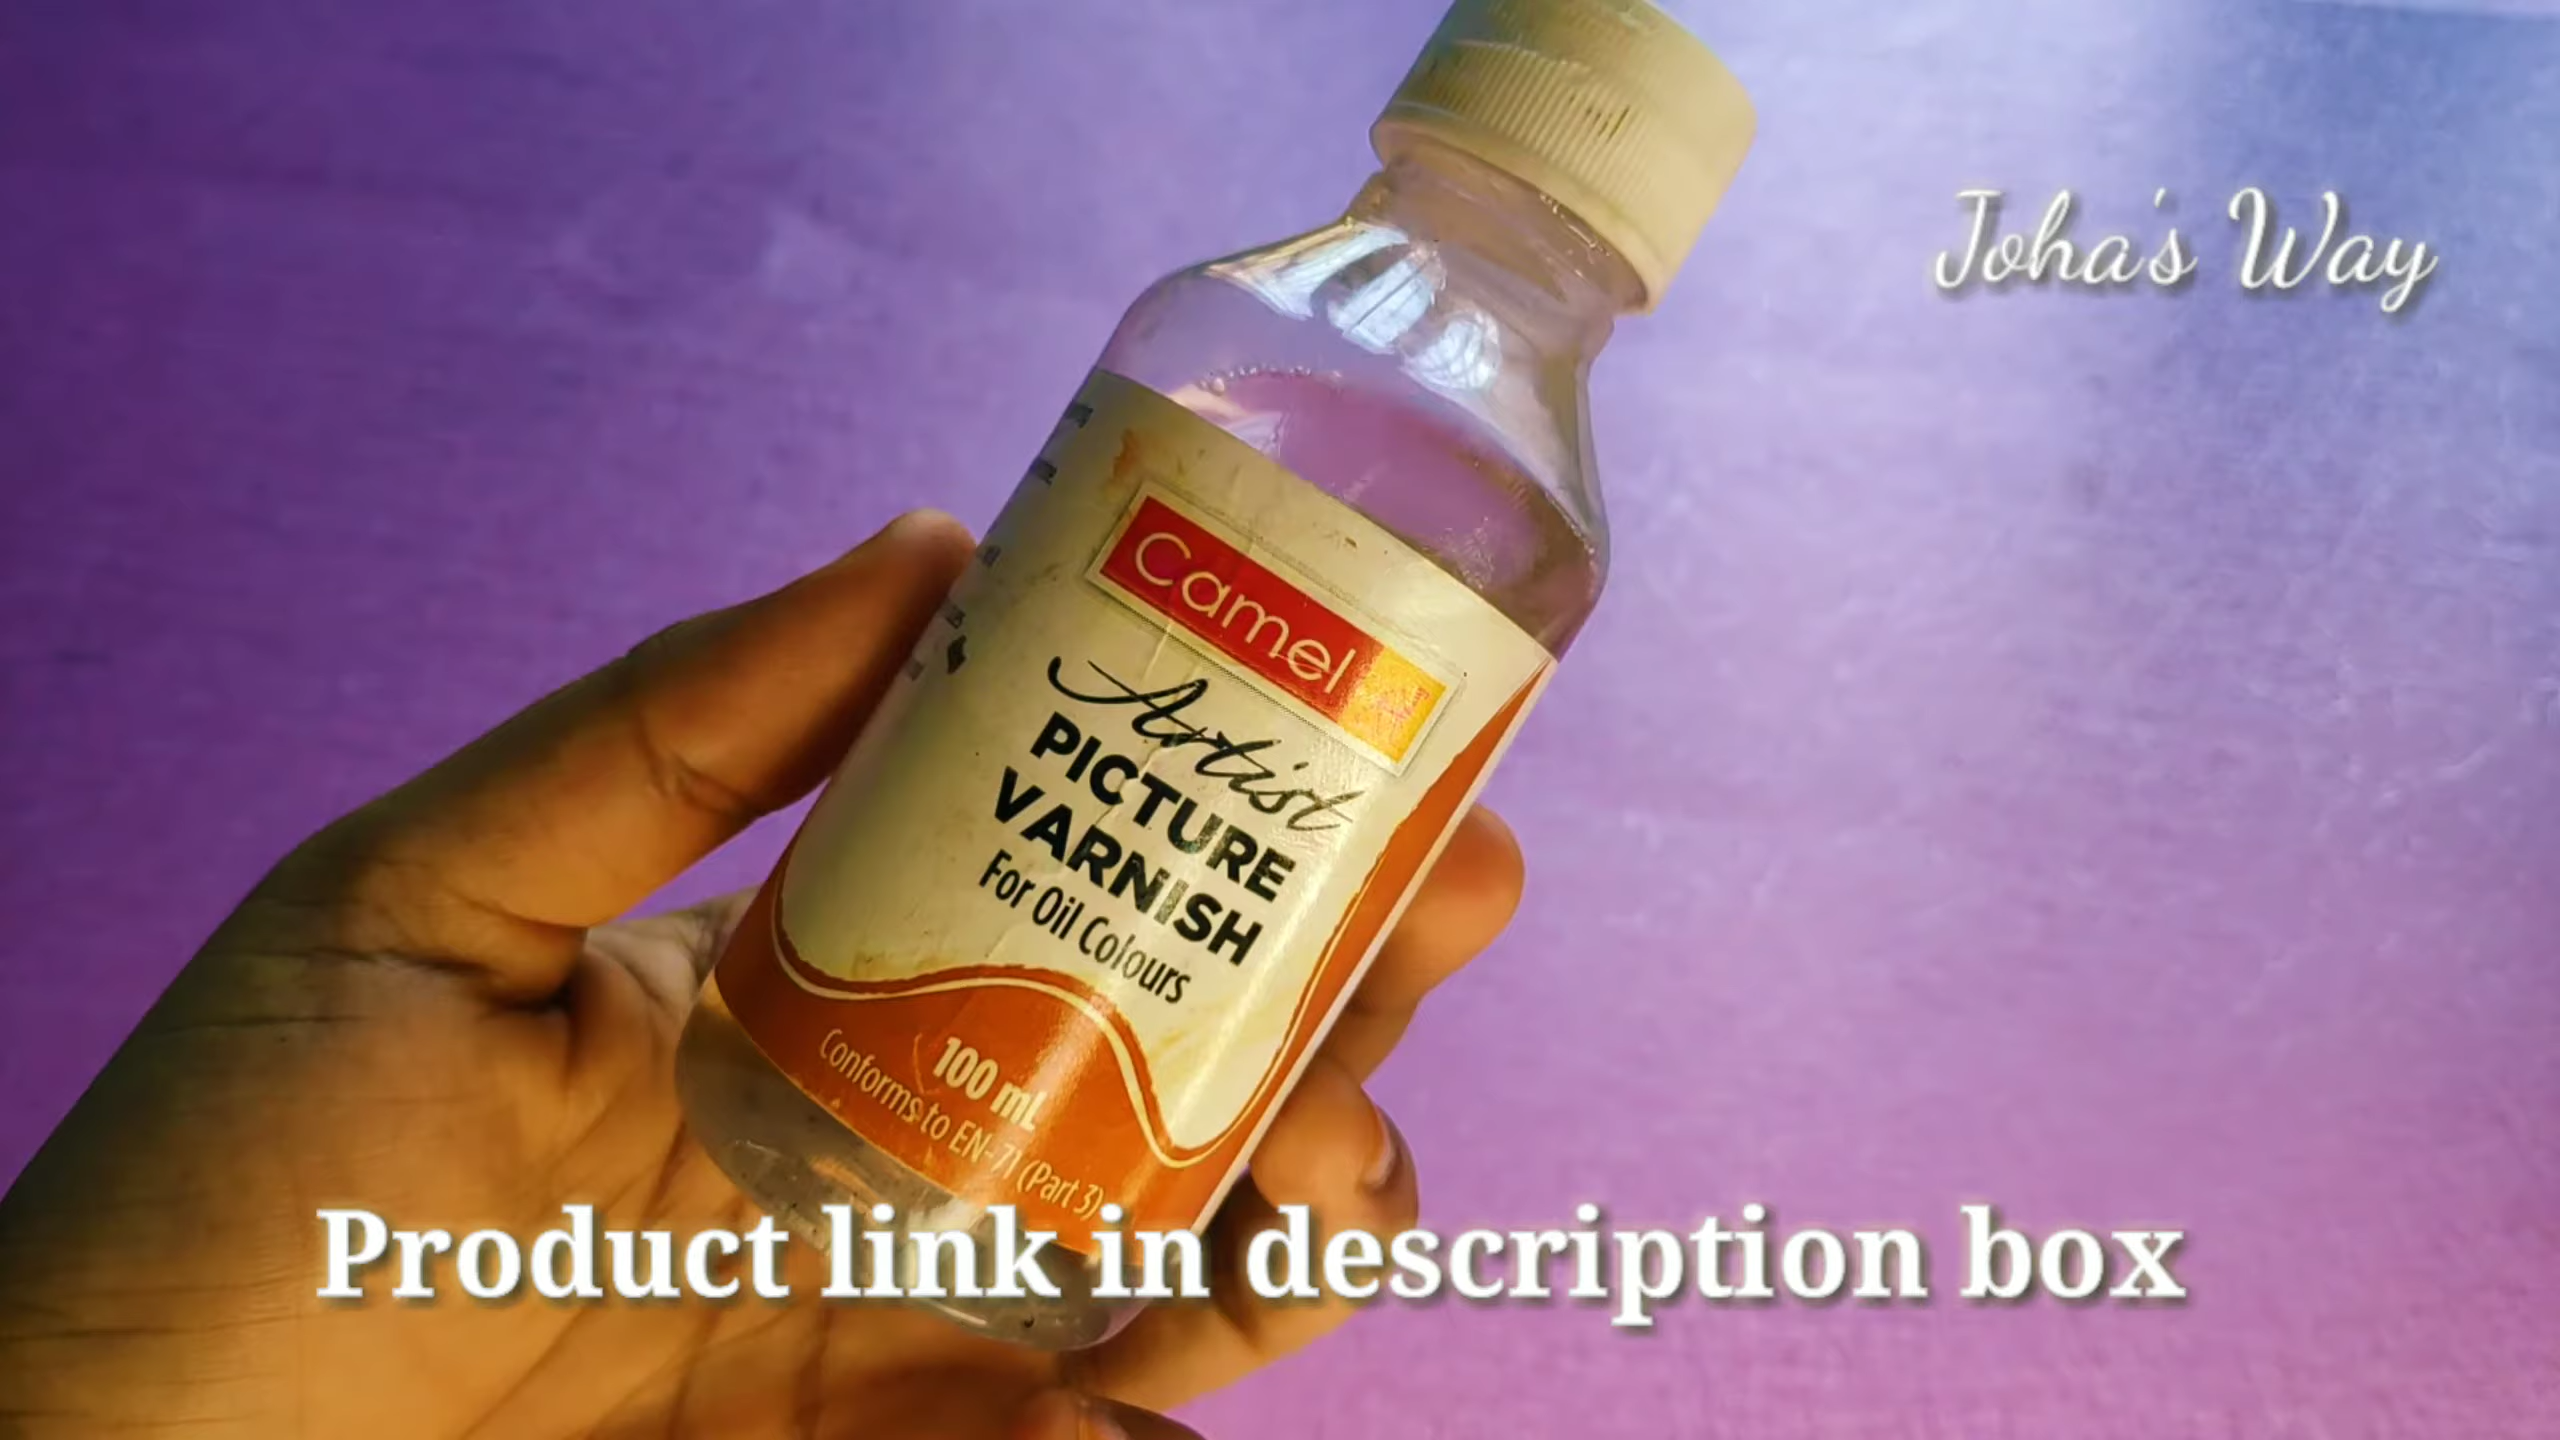 Joha's Way
Camel
Artist
PICTURE
VARNISH
For Oil Colours
100 mL
Conforms to EN-71 (Part 3)
Product link in description box